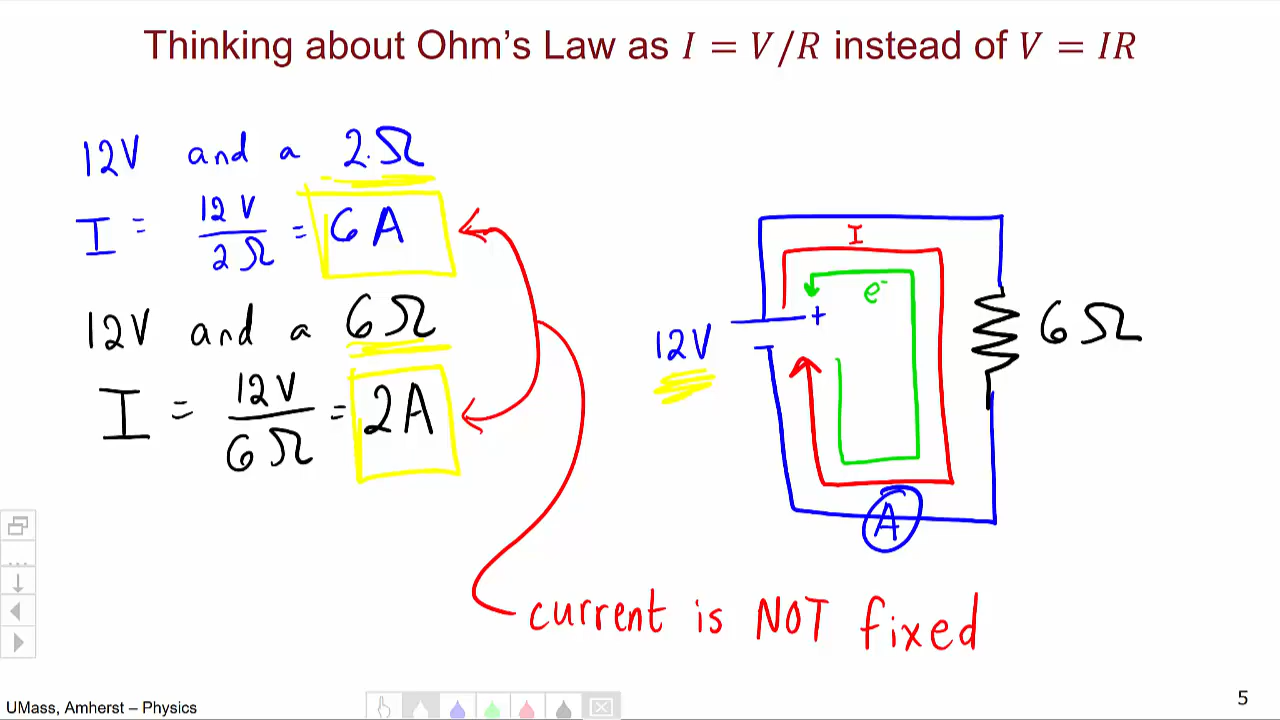 Thinking about Ohm's Law as I = V/R instead of V = IR
12V and a 2Ω
I = 12V/2Ω = 6A
12V and a 6Ω
I = 12V/6Ω = 2A
I
e⁻
+
12V
6Ω
A
current is NOT fixed
UMass, Amherst – Physics
5